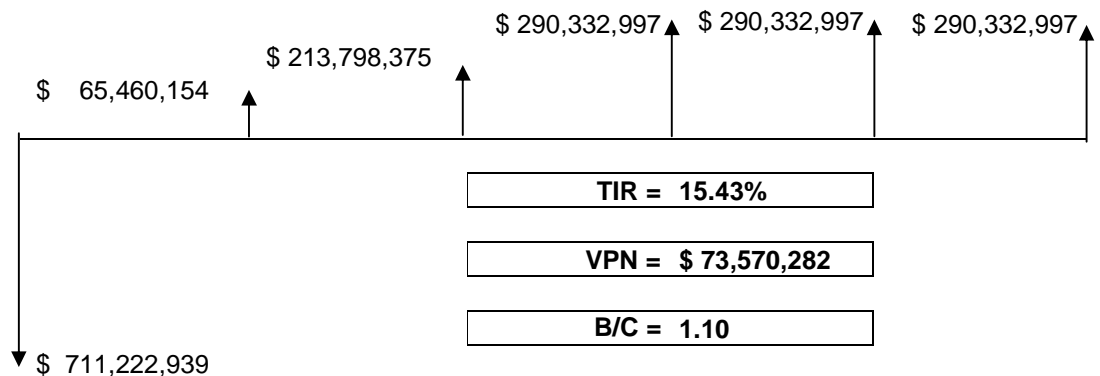 $ 290,332,997 $ 290,332,997 $ 290,332,997
$ 213,798,375
$ 65,460,154
TIR = 15.43%
VPN = $ 73,570,282
B/C = 1.10
$ 711,222,939